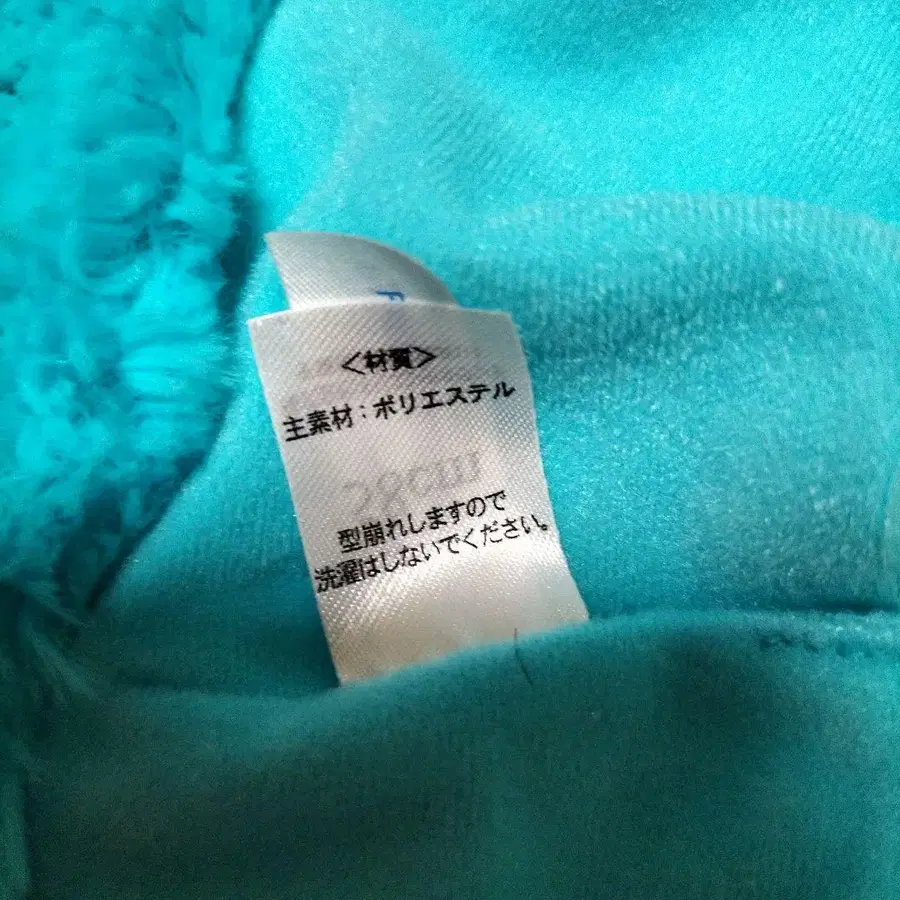 F
<材質>
主素材：ポリエステル
58cm
型崩れしますので
洗濯はしないでください。